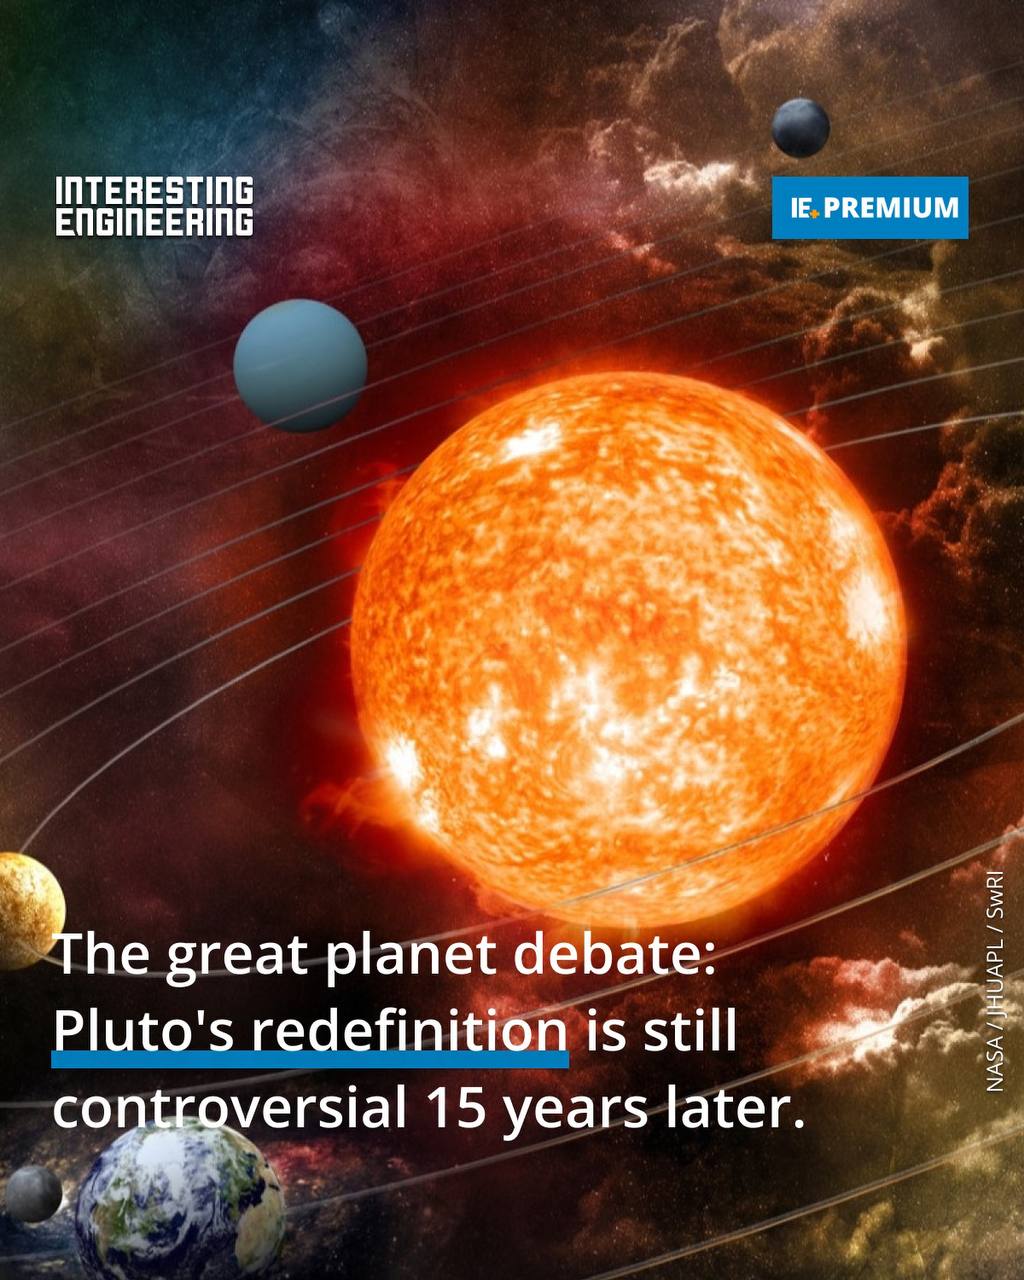 INTERESTING
ENGINEERING
IE+ PREMIUM
NASA / JHUAPL / SwRI
The great planet debate:
Pluto's redefinition is still
controversial 15 years later.